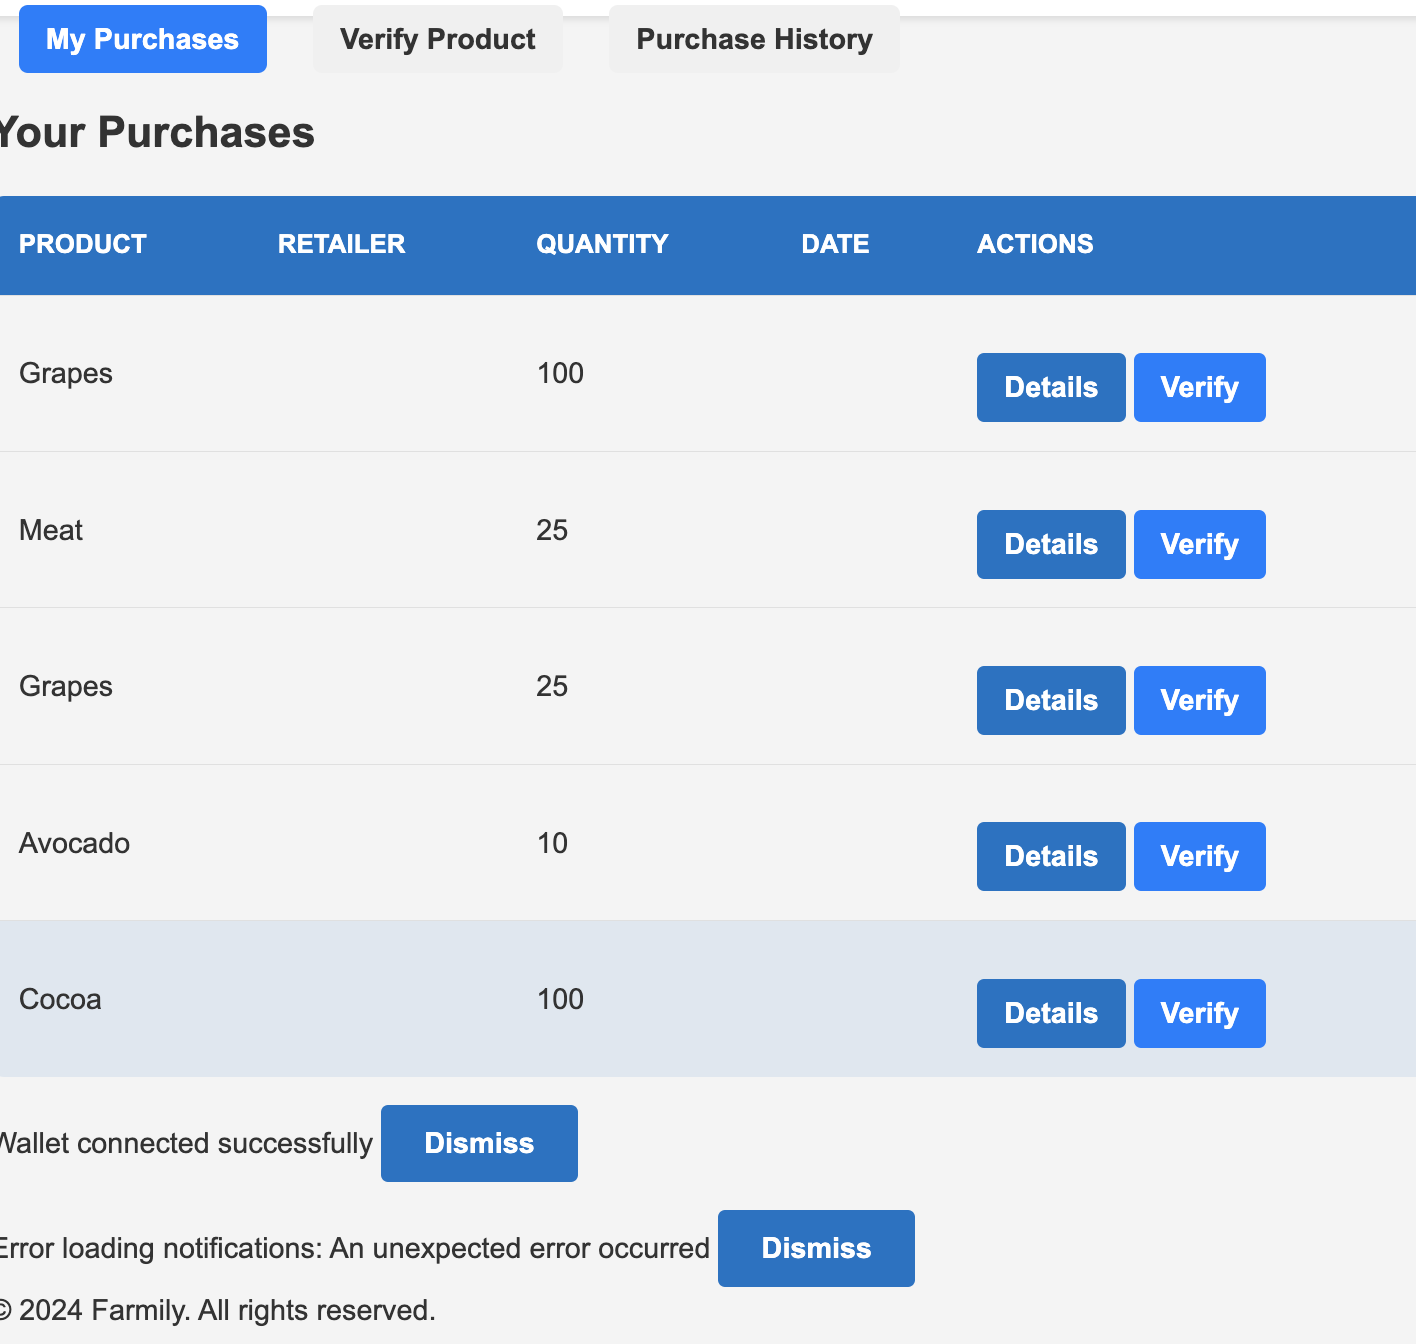 My Purchases Verify Product Purchase History
Your Purchases
PRODUCT RETAILER QUANTITY DATE ACTIONS
Grapes 100 Details Verify
Meat 25 Details Verify
Grapes 25 Details Verify
Avocado 10 Details Verify
Cocoa 100 Details Verify
Wallet connected successfully Dismiss
Error loading notifications: An unexpected error occurred Dismiss
© 2024 Farmily. All rights reserved.